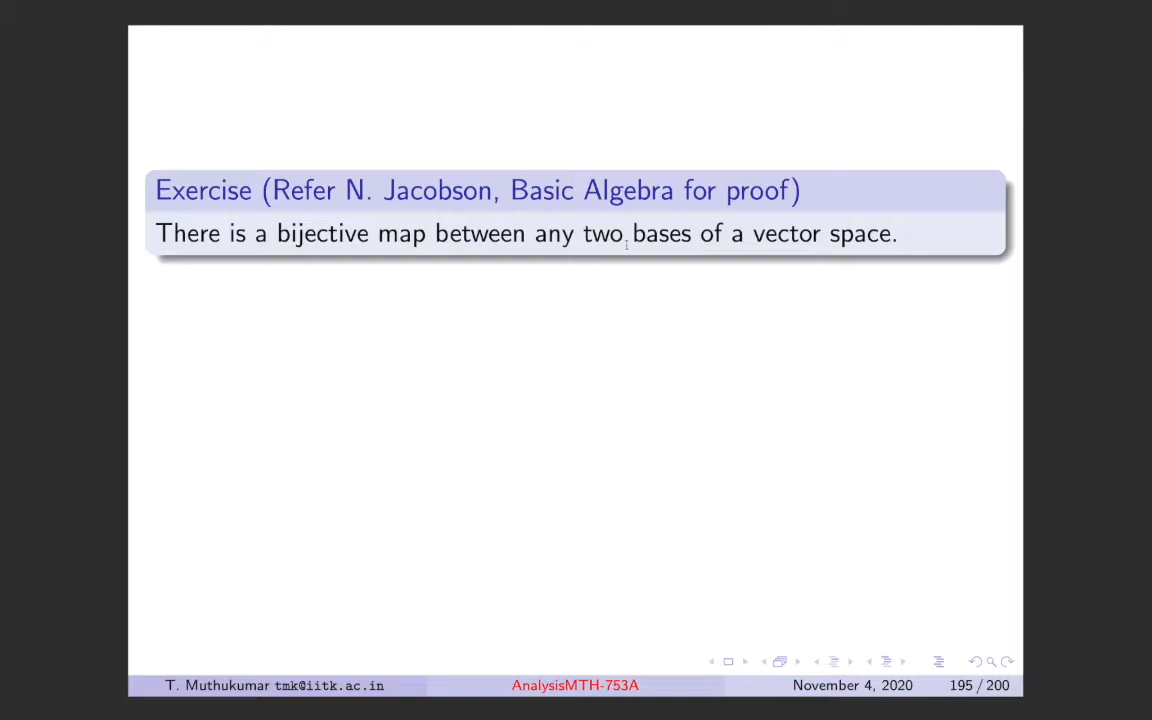 Exercise (Refer N. Jacobson, Basic Algebra for proof)
There is a bijective map between any two bases of a vector space.
T. Muthukumar tmk@iitk.ac.in AnalysisMTH-753A November 4, 2020 195 / 200